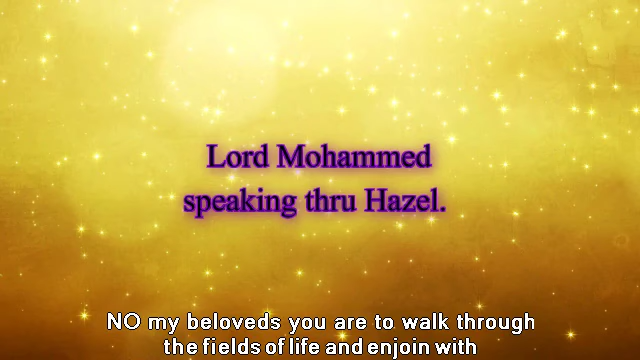 Lord Mohammed
speaking thru Hazel.
NO my beloveds you are to walk through
the fields of life and enjoin with